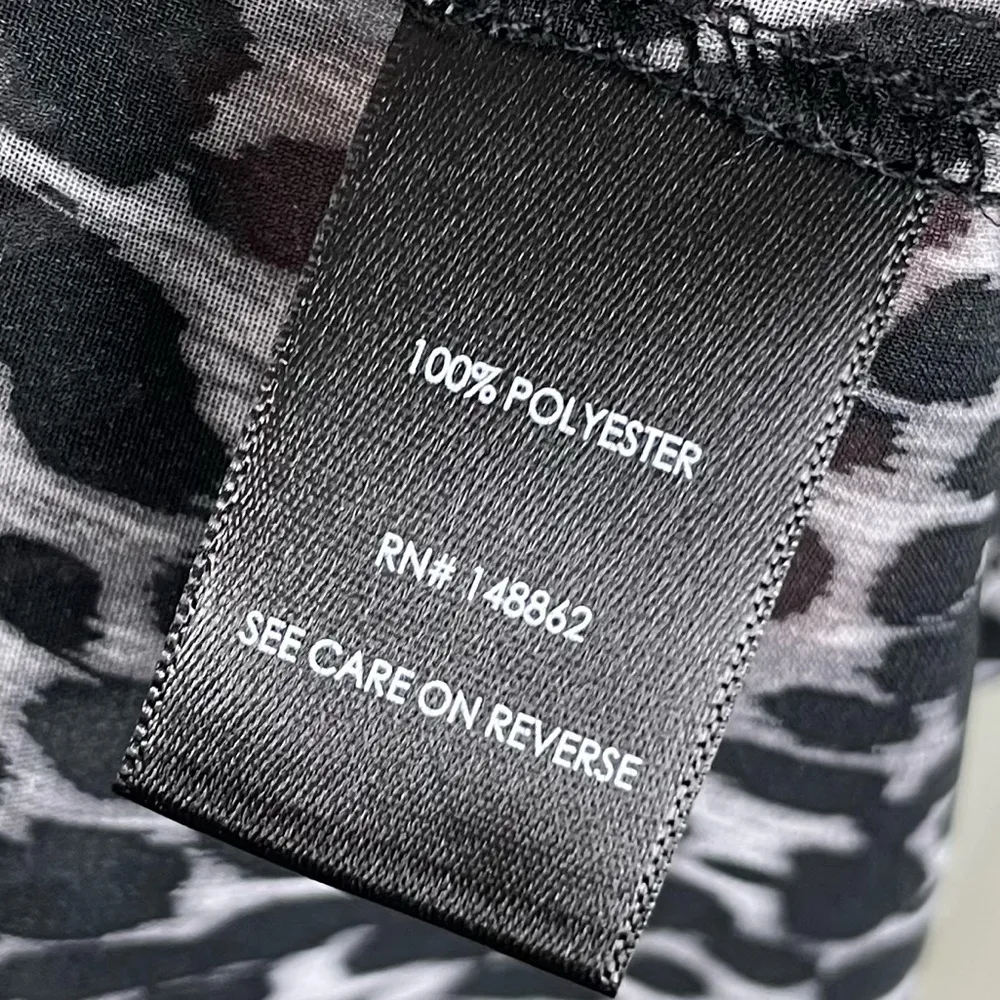 100% POLYESTER
RN# 148862
SEE CARE ON REVERSE